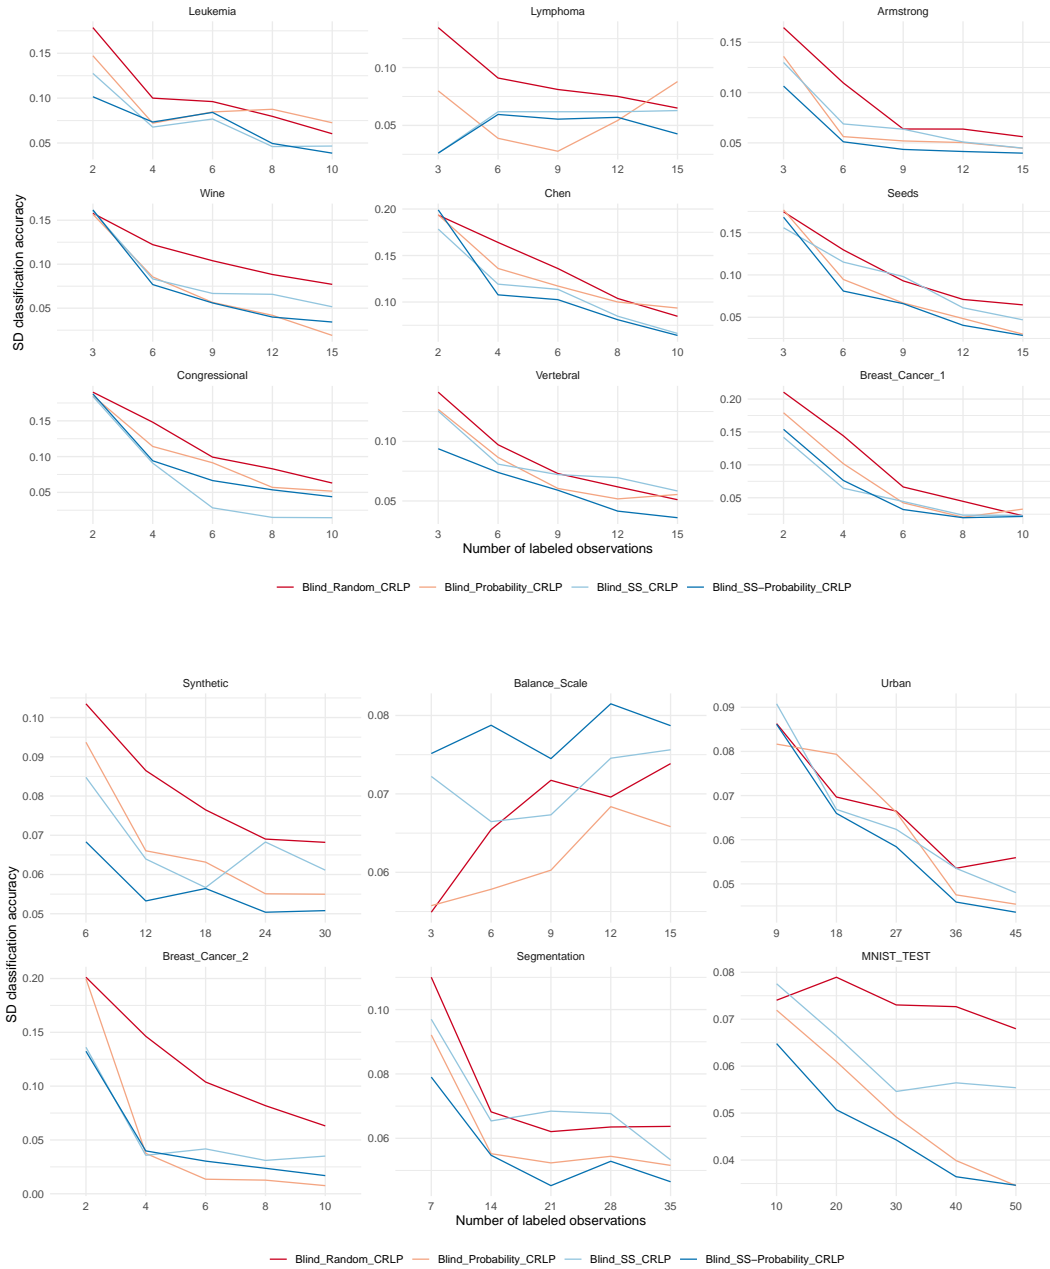 Leukemia Lymphoma Armstrong
0.15
0.10
0.05
2 4 6 8 10
0.10
0.05
3 6 9 12 15
0.15
0.10
0.05
3 6 9 12 15
Wine Chen Seeds
0.15
0.10
0.05
3 6 9 12 15
0.20
0.15
0.10
2 4 6 8 10
0.15
0.10
0.05
3 6 9 12 15
SD classification accuracy
Congressional Vertebral Breast_Cancer_1
0.15
0.10
0.05
2 4 6 8 10
0.10
0.05
3 6 9 12 15
0.20
0.15
0.10
0.05
2 4 6 8 10
Number of labeled observations
Blind_Random_CRLP Blind_Probability_CRLP Blind_SS_CRLP Blind_SS−Probability_CRLP
Synthetic Balance_Scale Urban
0.10
0.09
0.08
0.07
0.06
0.05
6 12 18 24 30
0.08
0.07
0.06
3 6 9 12 15
0.09
0.08
0.07
0.06
0.05
9 18 27 36 45
SD classification accuracy
Breast_Cancer_2 Segmentation MNIST_TEST
0.20
0.15
0.10
0.05
0.00
2 4 6 8 10
0.10
0.08
0.06
7 14 21 28 35
0.08
0.07
0.06
0.05
0.04
10 20 30 40 50
Number of labeled observations
Blind_Random_CRLP Blind_Probability_CRLP Blind_SS_CRLP Blind_SS−Probability_CRLP